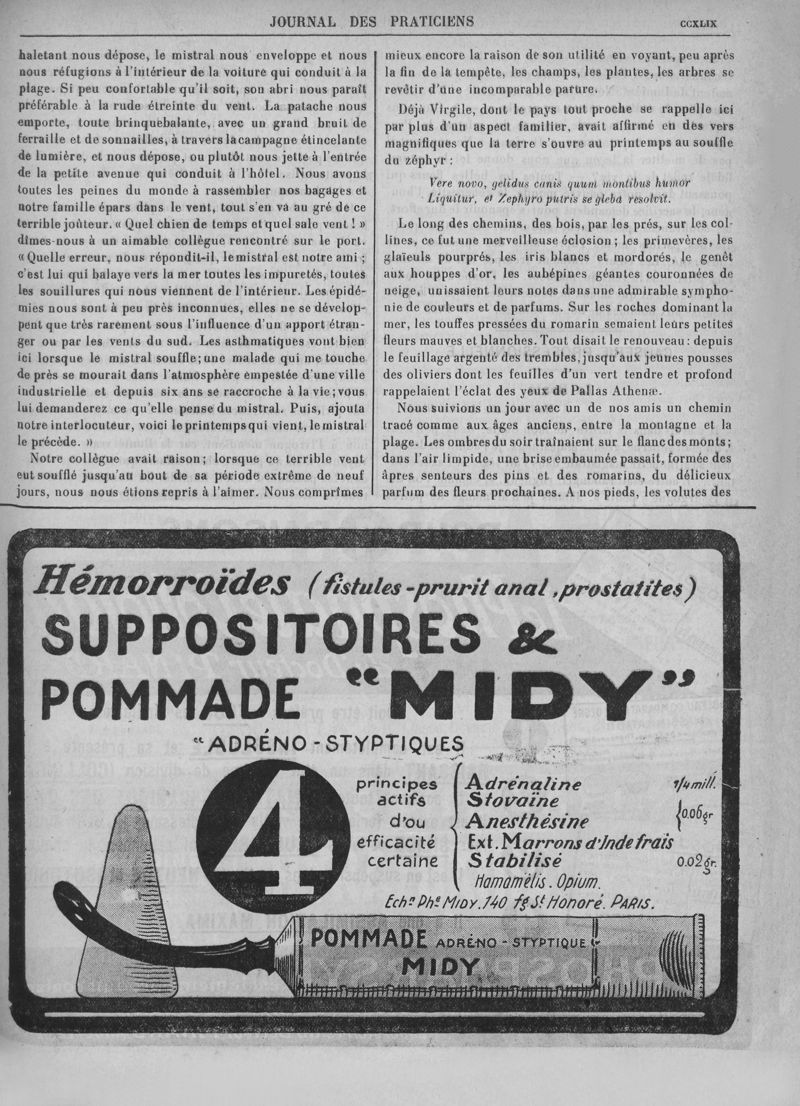 JOURNAL DES PRATICIENS
CCXLIX
haletant nous dépose, le mistral nous enveloppe et nous
nous réfugions à l'intérieur de la voiture qui conduit à la
plage. Si peu confortable qu'il soit, son abri nous paraît
préférable à la rude étreinte du vent. La patache nous
emporte, toute brinquebalante, avec un grand bruit de
ferraille et de sonnailles, à travers la campagne étincelante
de lumière, et nous dépose, ou plutôt nous jette à l'entrée
de la petite avenue qui conduit à l'hôtel. Nous avons
toutes les peines du monde à rassembler nos bagages et
notre famille épars dans le vent, tout s'en va au gré de ce
terrible joûteur. « Quel chien de temps et quel sale vent ! »
dîmes-nous à un aimable collègue rencontré sur le port.
« Quelle erreur, nous répondit-il, le mistral est notre ami ;
c'est lui qui balaye vers la mer toutes les impuretés, toutes
les souillures qui nous viennent de l'intérieur. Les épidé-
mies nous sont à peu près inconnues, elles ne se dévelop-
pent que très rarement sous l'influence d'un apport étran-
ger ou par les vents du sud. Les asthmatiques vont bien
ici lorsque le mistral souffle; une malade qui me touche
de près se mourait dans l'atmosphère empestée d'une ville
industrielle et depuis six ans se raccroche à la vie; vous
lui demanderez ce qu'elle pense du mistral. Puis, ajouta
notre interlocuteur, voici le printemps qui vient, le mistral
le précède. »
Notre collègue avait raison; lorsque ce terrible vent
eut soufflé jusqu'au bout de sa période extrême de neuf
jours, nous nous étions repris à l'aimer. Nous comprîmes
mieux encore la raison de son utilité en voyant, peu après
la fin de la tempête, les champs, les plantes, les arbres se
revêtir d'une incomparable parure.
Déjà Virgile, dont le pays tout proche se rappelle ici
par plus d'un aspect familier, avait affirmé en des vers
magnifiques que la terre s'ouvre au printemps au souffle
du zéphyr :
Vere novo, gelidus canis quum montibus humor
Liquitur, et Zephyro putris se gleba resolvit.
Le long des chemins, des bois, par les prés, sur les col-
lines, ce fut une merveilleuse éclosion; les primevères, les
glaïeuls pourprés, les iris blancs et mordorés, le genêt
aux houppes d'or, les aubépines géantes couronnées de
neige, unissaient leurs notes dans une admirable sympho-
nie de couleurs et de parfums. Sur les roches dominant la
mer, les touffes pressées du romarin semaient leurs petites
fleurs mauves et blanches. Tout disait le renouveau : depuis
le feuillage argenté des trembles, jusqu'aux jeunes pousses
des oliviers dont les feuilles d'un vert tendre et profond
rappelaient l'éclat des yeux de Pallas Athenæ.
Nous suivions un jour avec un de nos amis un chemin
tracé comme aux âges anciens, entre la montagne et la
plage. Les ombres du soir traînaient sur le flanc des monts;
dans l'air limpide, une brise embaumée passait, formée des
âpres senteurs des pins et des romarins, du délicieux
parfum des fleurs prochaines. A nos pieds, les volutes des
Hémorroïdes (fistules-prurit anal, prostatites)
SUPPOSITOIRES &
POMMADE "MIDY"
"ADRÉNO-STYPTIQUES
4
principes
actifs
d'ou
efficacité
certaine
Adrénaline 1/4 mill.
Stovaïne
Anesthésine
0.06gr
Ext. Marrons d'Inde frais
Stabilisé 0.02gr.
Hamamélis. Opium.
Echⁿ Phⁱᵉ MIDY. 140 fg Sᵗ Honoré. PARIS.
POMMADE ADRÉNO-STYPTIQUE
MIDY